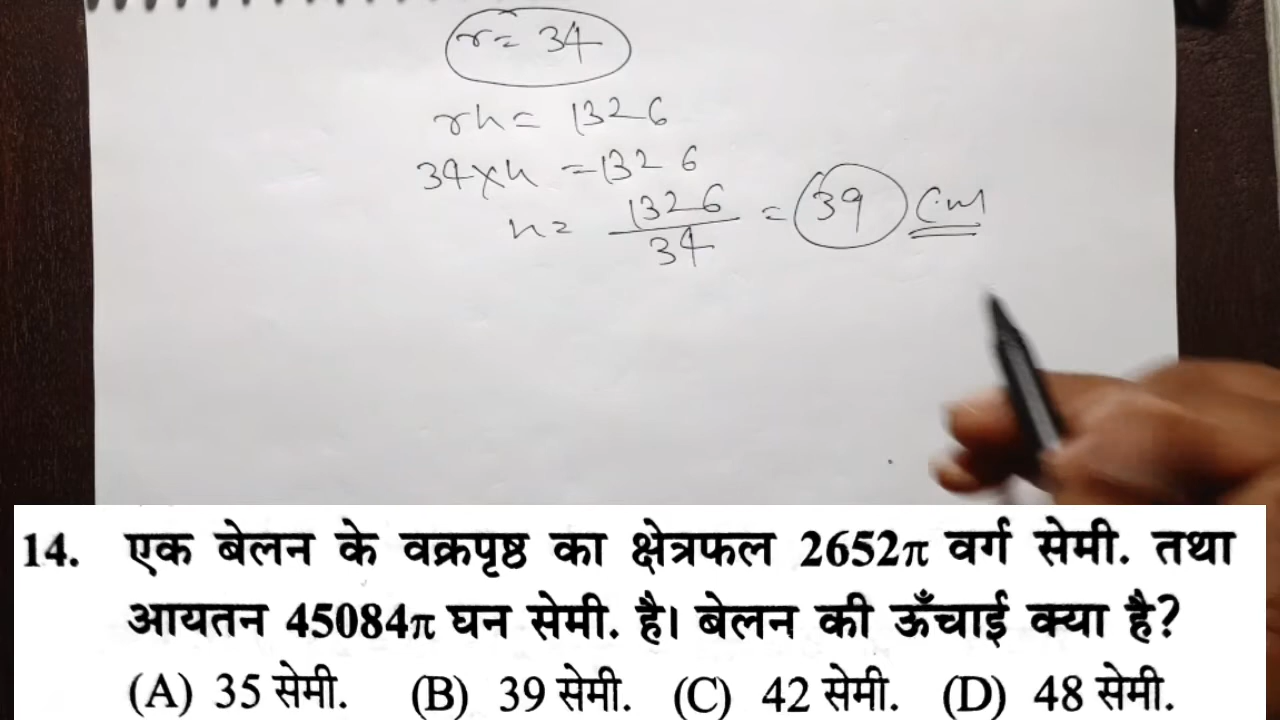 r = 34
rh = 1326
34×h = 1326
h = 1326/34 = 39 cm
14. एक बेलन के वक्रपृष्ठ का क्षेत्रफल 2652π वर्ग सेमी. तथा
आयतन 45084π घन सेमी. है। बेलन की ऊँचाई क्या है?
(A) 35 सेमी. (B) 39 सेमी. (C) 42 सेमी. (D) 48 सेमी.